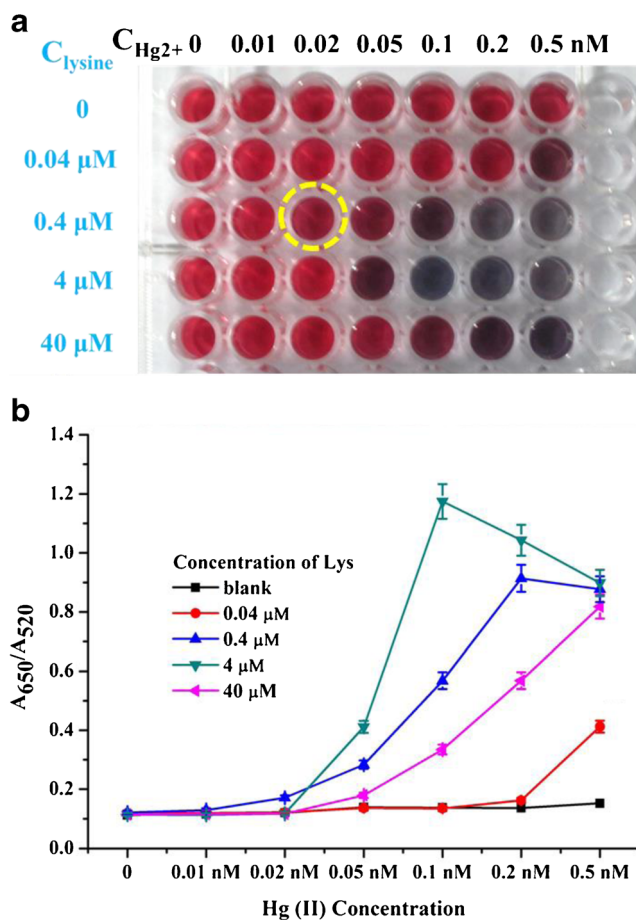 a
C_Hg2+ 0 0.01 0.02 0.05 0.1 0.2 0.5 nM
C_lysine
0
0.04 µM
0.4 µM
4 µM
40 µM
b
1.4
1.2
1.0
0.8
0.6
0.4
0.2
0.0
A650/A520
Concentration of Lys
blank
0.04 µM
0.4 µM
4 µM
40 µM
0 0.01 nM 0.02 nM 0.05 nM 0.1 nM 0.2 nM 0.5 nM
Hg (II) Concentration